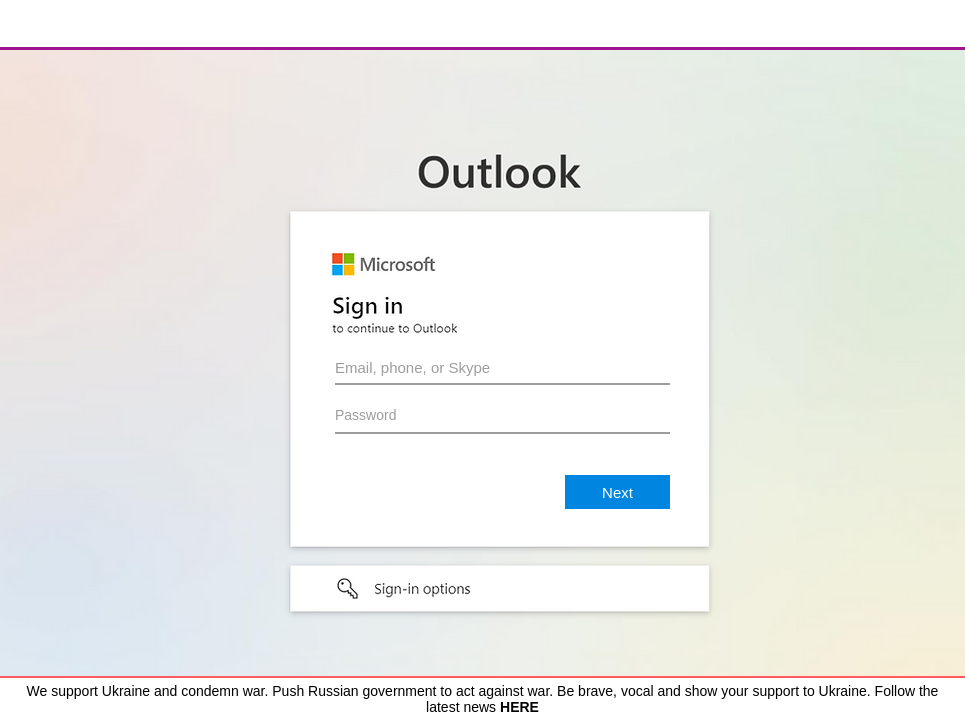 Outlook
Microsoft
Sign in
to continue to Outlook
Email, phone, or Skype
Password
Next
Sign-in options
We support Ukraine and condemn war. Push Russian government to act against war. Be brave, vocal and show your support to Ukraine. Follow the
latest news HERE